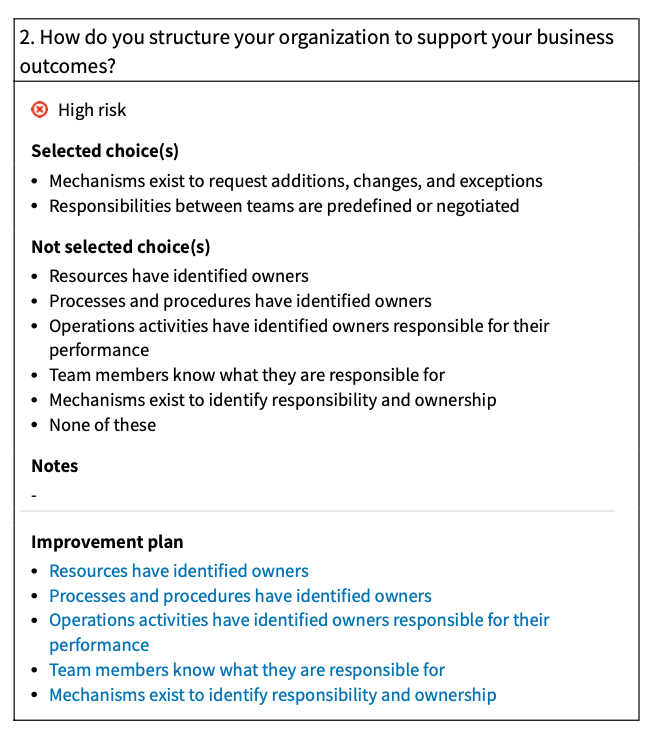 2. How do you structure your organization to support your business
outcomes?
High risk
Selected choice(s)
• Mechanisms exist to request additions, changes, and exceptions
• Responsibilities between teams are predefined or negotiated
Not selected choice(s)
• Resources have identified owners
• Processes and procedures have identified owners
• Operations activities have identified owners responsible for their
performance
• Team members know what they are responsible for
• Mechanisms exist to identify responsibility and ownership
• None of these
Notes
-
Improvement plan
• Resources have identified owners
• Processes and procedures have identified owners
• Operations activities have identified owners responsible for their
performance
• Team members know what they are responsible for
• Mechanisms exist to identify responsibility and ownership